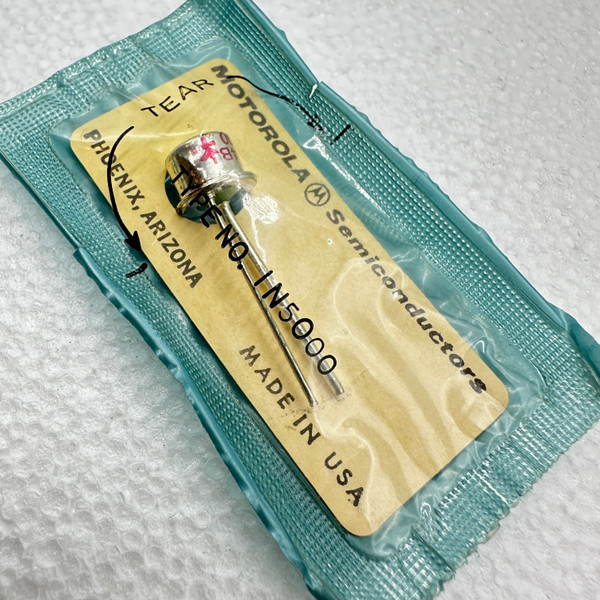 TEAR
MOTOROLA M Semiconductors
PHOENIX, ARIZONA
TYPE NO. 1N5000
MADE IN USA